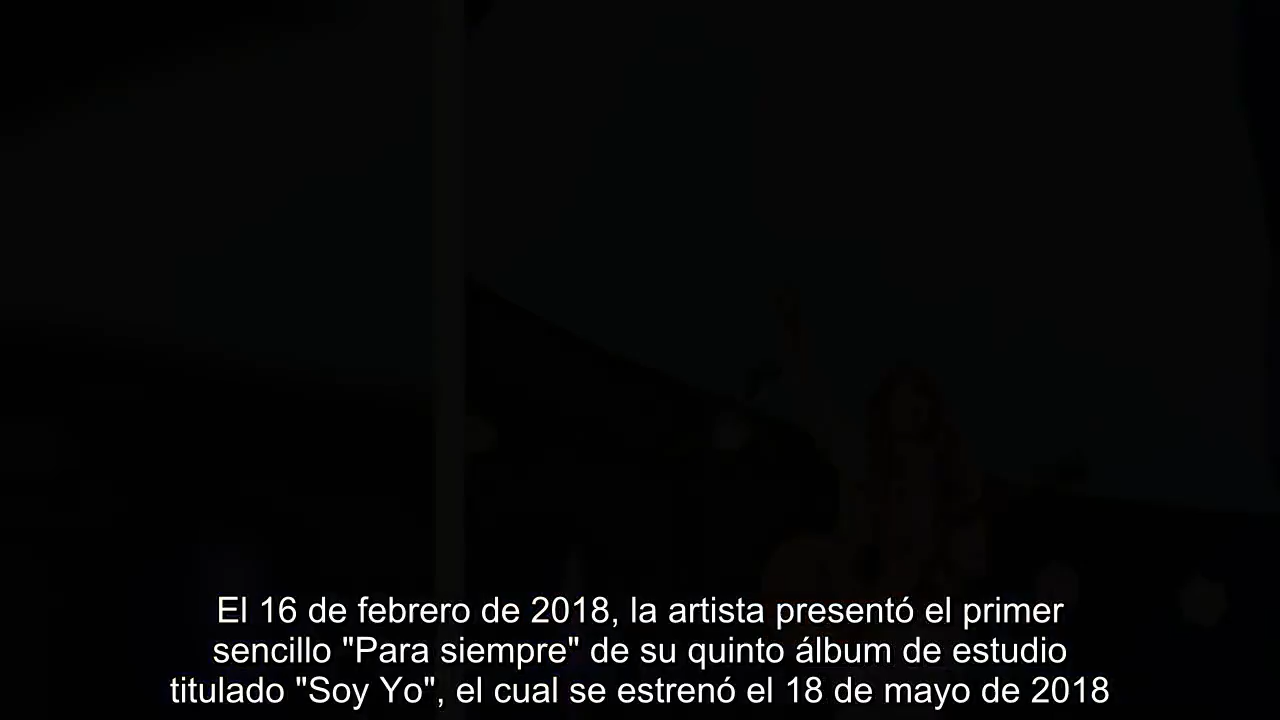 El 16 de febrero de 2018, la artista presentó el primer
sencillo "Para siempre" de su quinto álbum de estudio
titulado "Soy Yo", el cual se estrenó el 18 de mayo de 2018